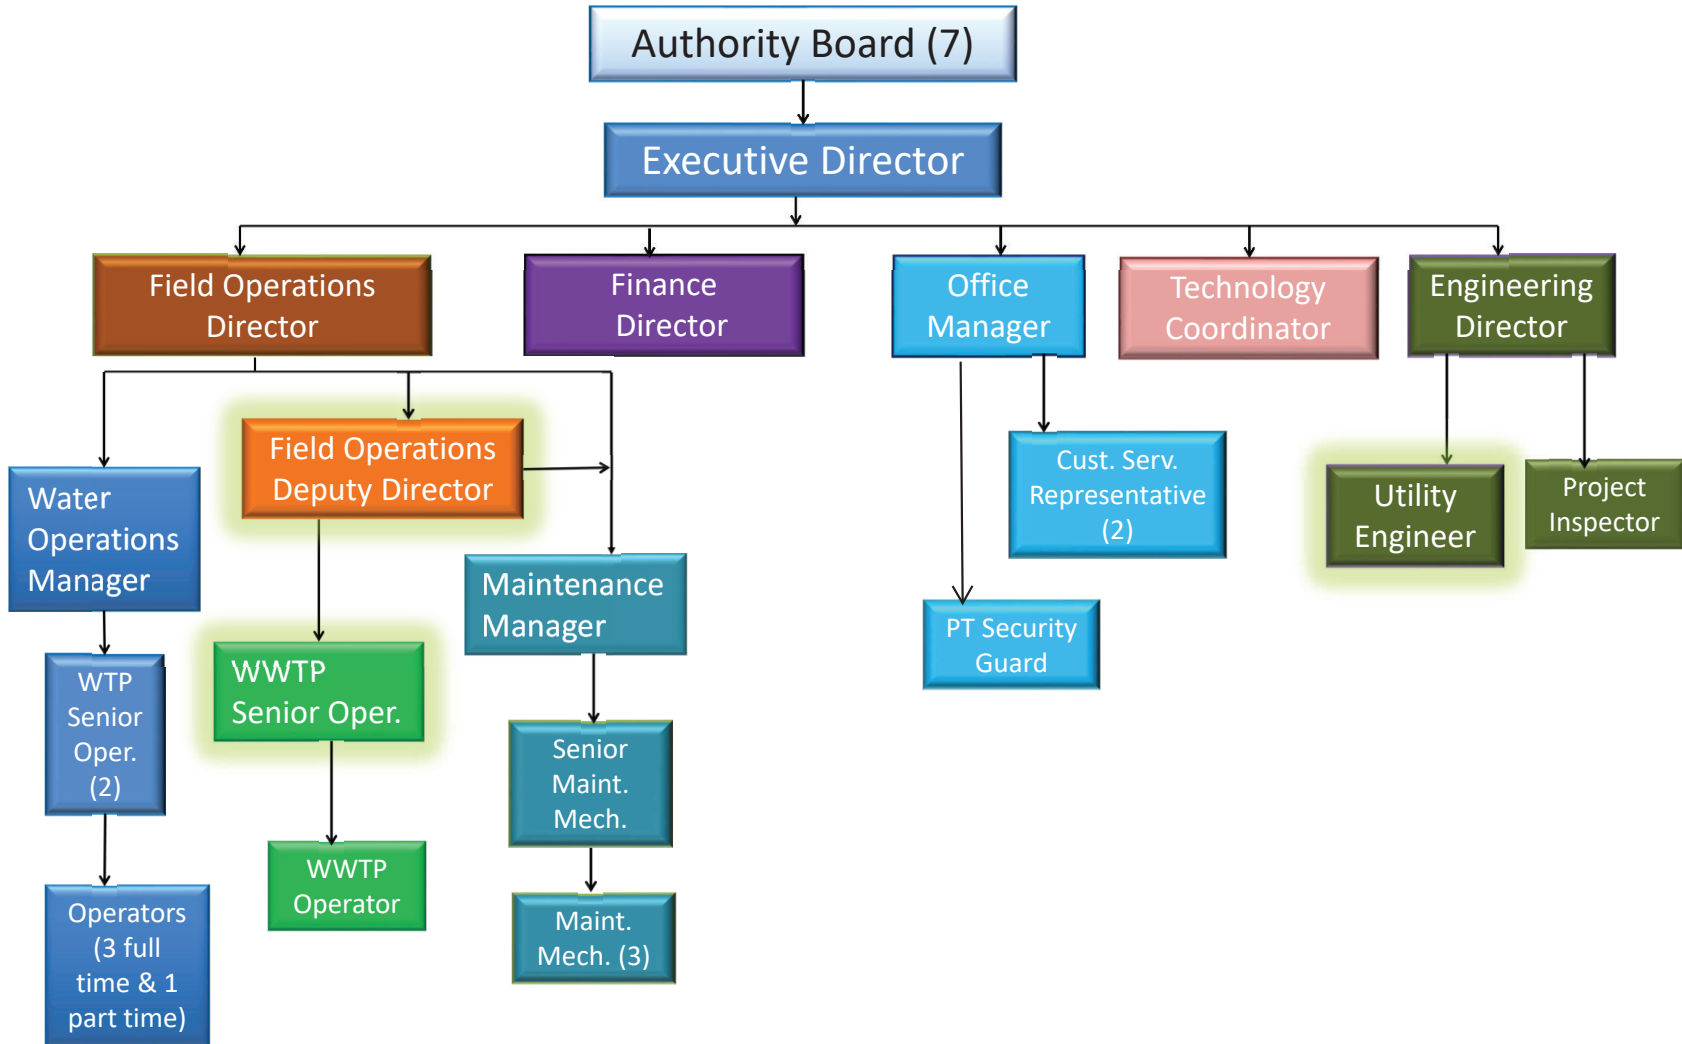 Authority Board (7)
Executive Director
Field Operations
Director
Finance
Director
Office
Manager
Technology
Coordinator
Engineering
Director
Water
Operations
Manager
Field Operations
Deputy Director
Maintenance
Manager
Cust. Serv.
Representative
(2)
Utility
Engineer
Project
Inspector
PT Security
Guard
WTP
Senior
Oper.
(2)
WWTP
Senior Oper.
Senior
Maint.
Mech.
Operators
(3 full
time & 1
part time)
WWTP
Operator
Maint.
Mech. (3)